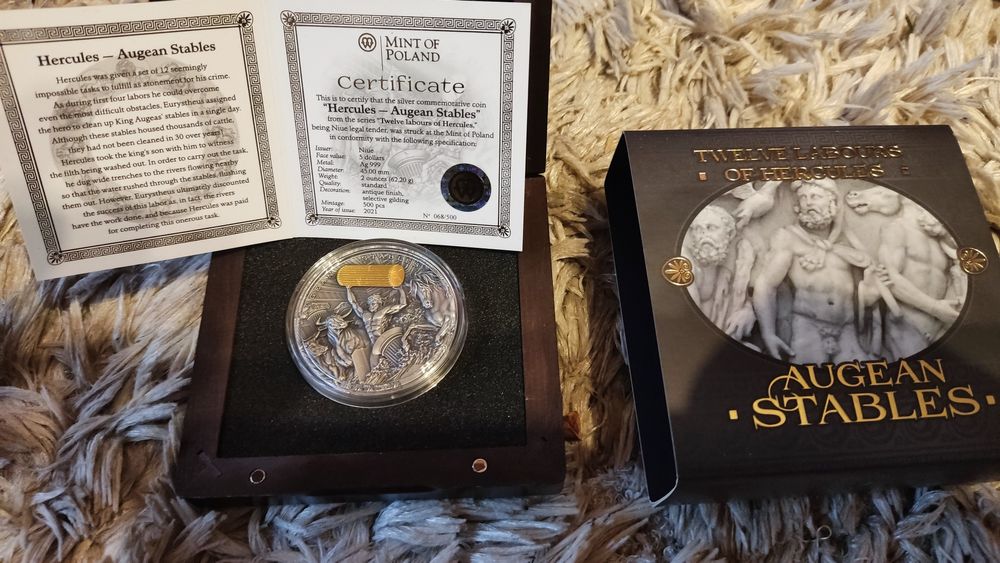 Hercules — Augean Stables
Hercules was given a set of 12 seemingly
impossible tasks to fulfill as atonement for his crime.
As during first four labors he could overcome
even the most difficult obstacles, Eurystheus assigned
the hero to clean up King Augeas' stables in a single day.
Although these stables housed thousands of cattle,
they had not been cleaned in 30 over years!
Hercules took the king's son with him to witness
the filth being washed out. In order to carry out the task,
he dug wide trenches to the rivers flowing nearby
so that the water rushed through the stables, flushing
them out. However, Eurystheus ultimately discounted
the success of this labor as, in fact, the rivers
have the work done, and because Hercules was paid
for completing this onerous task.
MINT OF
POLAND
Certificate
This is to certify that the silver commemorative coin
"Hercules — Augean Stables"
from the series "Twelve labours of Hercules,"
being Niue legal tender, was struck at the Mint of Poland
in conformity with the following specification:
Issuer: Niue
Face value: 5 dollars
Metal: Ag 999
Diameter: 45.00 mm
Weight: 2 ounces (62.20 g)
Quality: standard
Decoration: antique finish,
selective gilding
Mintage: 500 pcs
Year of issue: 2021
N° 068/500
TWELVE LABOURS
OF HERCULES
AUGEAN
STABLES